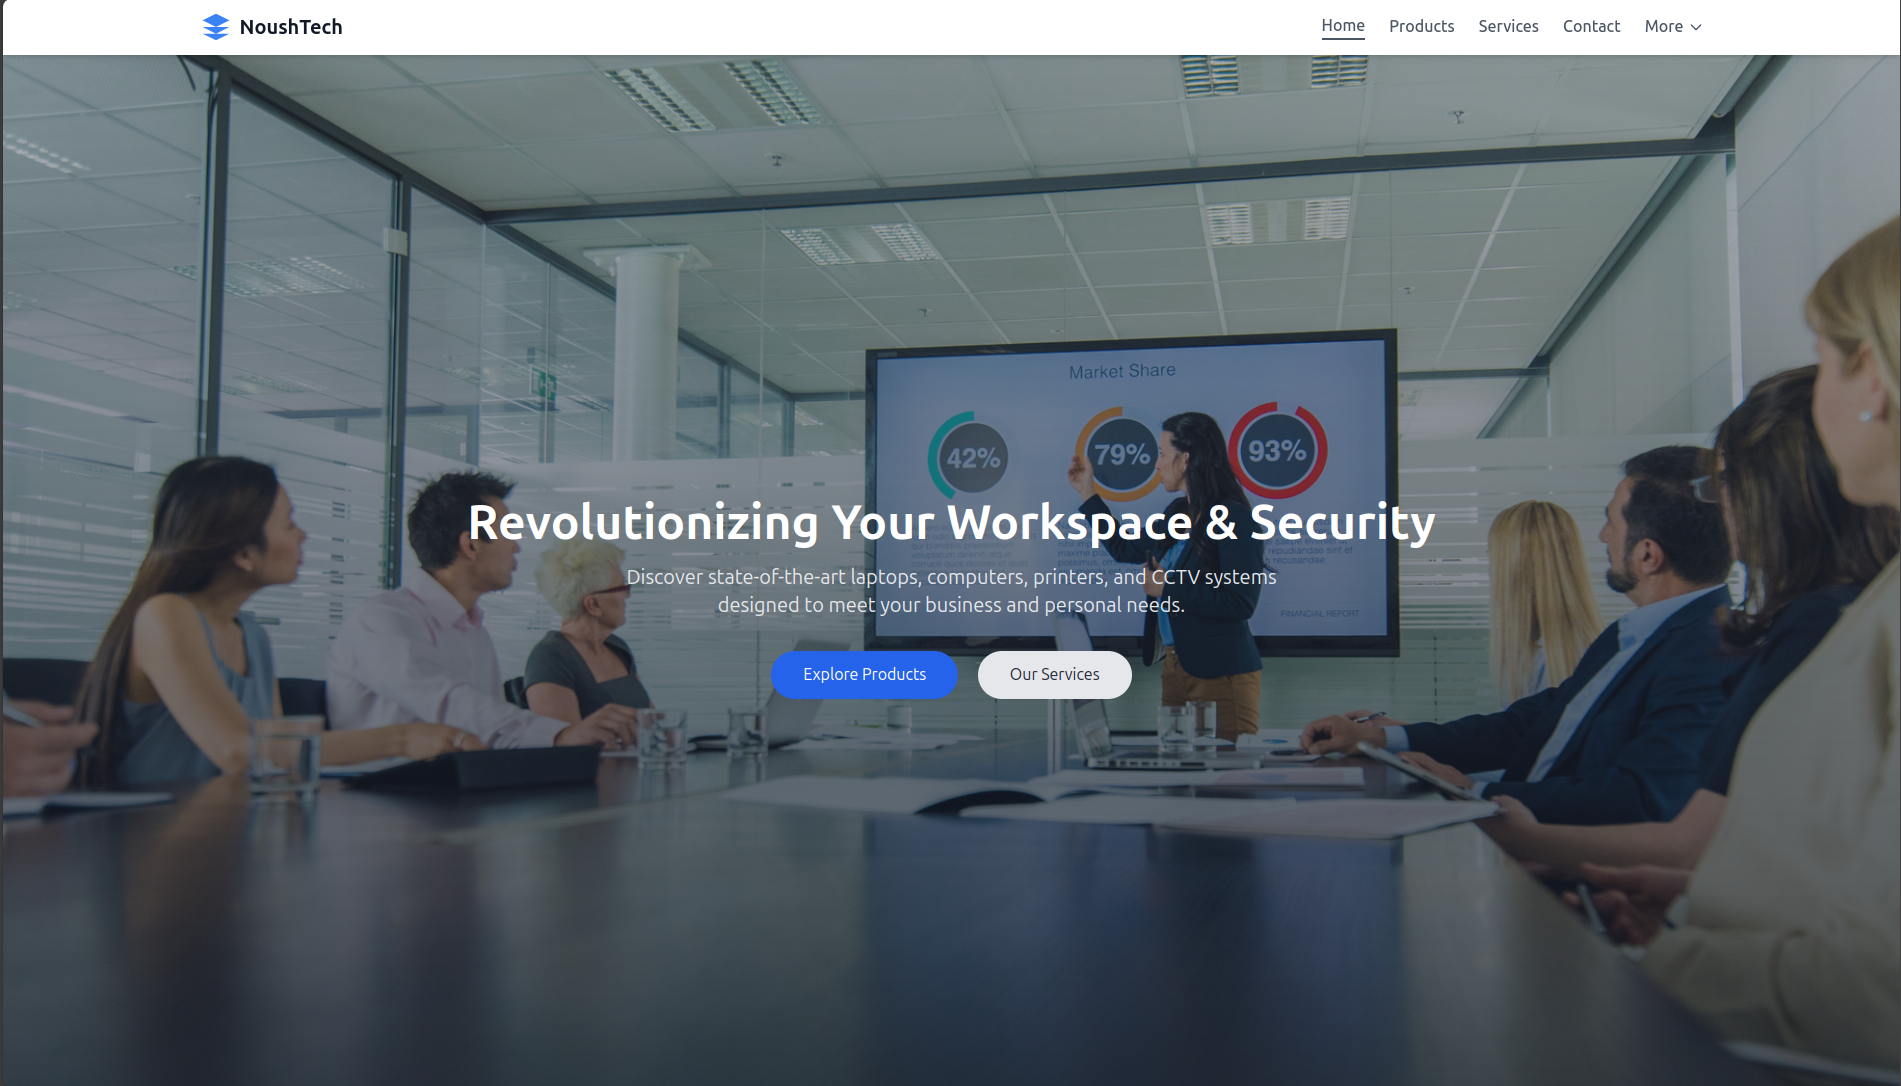 NoushTech
Home
Products
Services
Contact
More
Market Share
42%
79%
93%
Revolutionizing Your Workspace & Security
Discover state-of-the-art laptops, computers, printers, and CCTV systems
designed to meet your business and personal needs.
FINANCIAL REPORT
Explore Products
Our Services